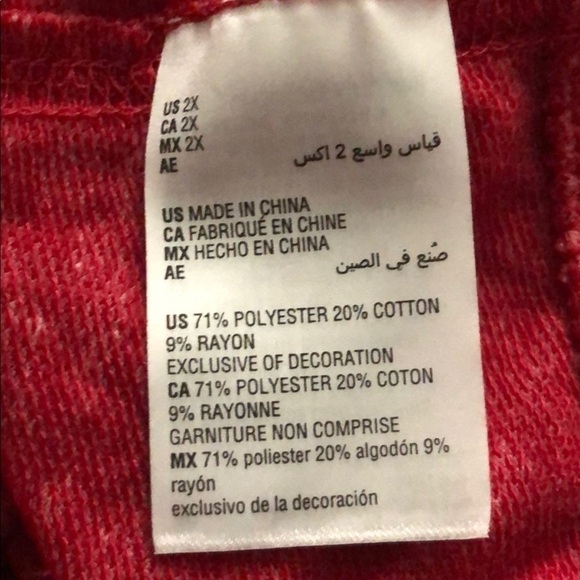 US 2X
CA 2X
MX 2X
AE قياس واسع 2 اكس
US MADE IN CHINA
CA FABRIQUÉ EN CHINE
MX HECHO EN CHINA
AE صُنع في الصين
US 71% POLYESTER 20% COTTON
9% RAYON
EXCLUSIVE OF DECORATION
CA 71% POLYESTER 20% COTON
9% RAYONNE
GARNITURE NON COMPRISE
MX 71% poliester 20% algodón 9%
rayón
exclusivo de la decoración